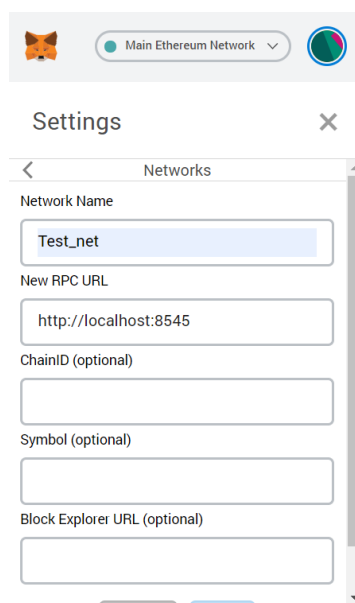 Main Ethereum Network
Settings
Networks
Network Name
Test_net
New RPC URL
http://localhost:8545
ChainID (optional)
Symbol (optional)
Block Explorer URL (optional)